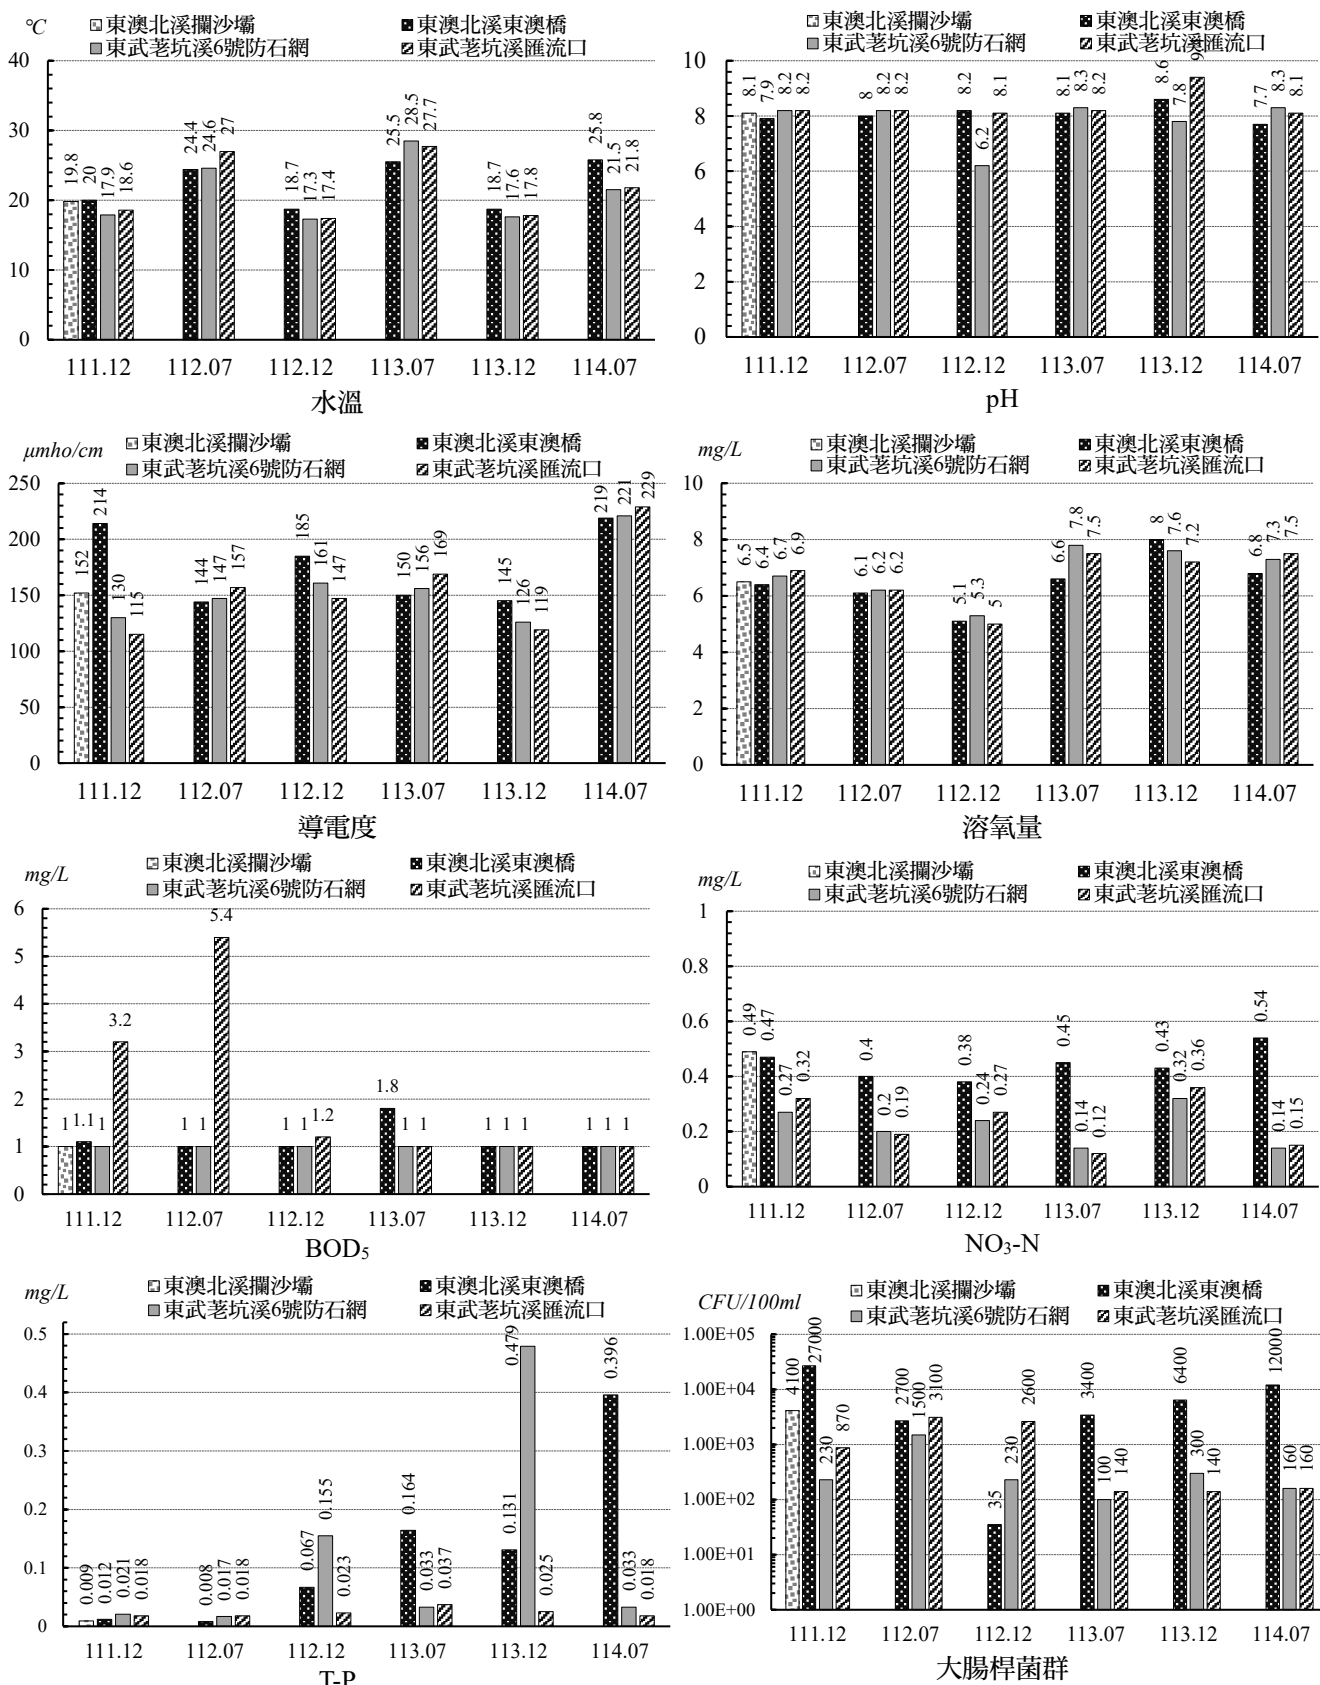 °C
東澳北溪攔沙壩 東澳北溪東澳橋
東武荖坑溪6號防石網 東武荖坑溪匯流口
40
30
20
10
0
19.8 20 17.9 18.6 24.4 24.6 27 18.7 17.3 17.4 25.5 28.5 27.7 18.7 17.6 17.8 25.8 21.5 21.8
111.12 112.07 112.12 113.07 113.12 114.07
水溫
東澳北溪攔沙壩 東澳北溪東澳橋
東武荖坑溪6號防石網 東武荖坑溪匯流口
10
8
6
4
2
0
8.1 7.9 8.2 8.2 8 8.2 8.2 8.2 6.2 8.1 8.1 8.3 8.2 8.6 7.8 7.7 8.3 8.1
111.12 112.07 112.12 113.07 113.12 114.07
pH
μmho/cm
東澳北溪攔沙壩 東澳北溪東澳橋
東武荖坑溪6號防石網 東武荖坑溪匯流口
250
200
150
100
50
0
152 214 130 115 144 147 157 185 161 147 150 156 169 145 126 119 219 221 229
111.12 112.07 112.12 113.07 113.12 114.07
導電度
mg/L
東澳北溪攔沙壩 東澳北溪東澳橋
東武荖坑溪6號防石網 東武荖坑溪匯流口
10
8
6
4
2
0
6.5 6.4 6.7 6.9 6.1 6.2 6.2 5.1 5.3 5 6.6 7.8 7.5 8 7.6 7.2 6.8 7.3 7.5
111.12 112.07 112.12 113.07 113.12 114.07
溶氧量
mg/L
東澳北溪攔沙壩 東澳北溪東澳橋
東武荖坑溪6號防石網 東武荖坑溪匯流口
6
5
4
3
2
1
0
1 1.1 1 3.2 1 1 5.4 1 1 1.2 1.8 1 1 1 1 1 1 1 1
111.12 112.07 112.12 113.07 113.12 114.07
BOD₅
mg/L
東澳北溪攔沙壩 東澳北溪東澳橋
東武荖坑溪6號防石網 東武荖坑溪匯流口
1
0.8
0.6
0.4
0.2
0
0.49 0.47 0.27 0.32 0.4 0.2 0.19 0.38 0.24 0.27 0.45 0.14 0.12 0.43 0.32 0.36 0.54 0.14 0.15
111.12 112.07 112.12 113.07 113.12 114.07
NO₃-N
mg/L
東澳北溪攔沙壩 東澳北溪東澳橋
東武荖坑溪6號防石網 東武荖坑溪匯流口
0.5
0.4
0.3
0.2
0.1
0
0.009 0.012 0.021 0.018 0.008 0.017 0.018 0.067 0.155 0.023 0.164 0.033 0.037 0.131 0.479 0.025 0.396 0.033 0.018
111.12 112.07 112.12 113.07 113.12 114.07
T-P
CFU/100ml
東澳北溪攔沙壩 東澳北溪東澳橋
東武荖坑溪6號防石網 東武荖坑溪匯流口
1.00E+05
1.00E+04
1.00E+03
1.00E+02
1.00E+01
1.00E+00
4100 27000 230 870 2700 1500 3100 35 230 2600 3400 100 140 6400 300 140 12000 160 160
111.12 112.07 112.12 113.07 113.12 114.07
大腸桿菌群